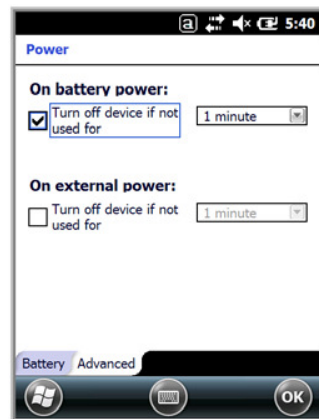 a 5:40
Power
On battery power:
Turn off device if not
used for
1 minute
On external power:
Turn off device if not
used for
1 minute
Battery Advanced
OK